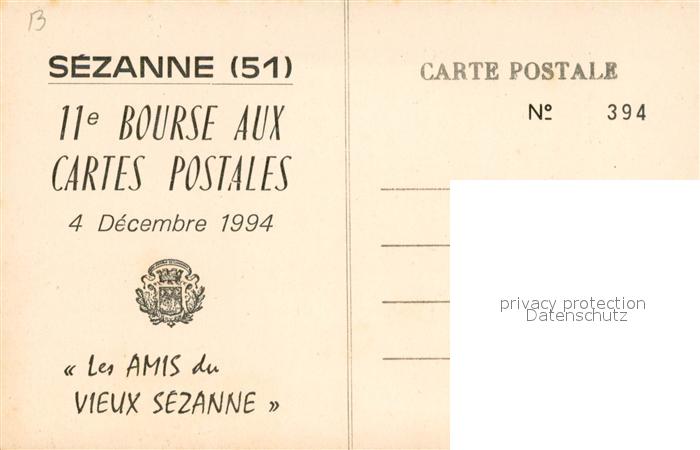 B
SÉZANNE (51)
11e BOURSE AUX
CARTES POSTALES
4 Décembre 1994
« Les AMIS du
VIEUX SÉZANNE »
CARTE POSTALE
Nº 394
privacy protection
Datenschutz